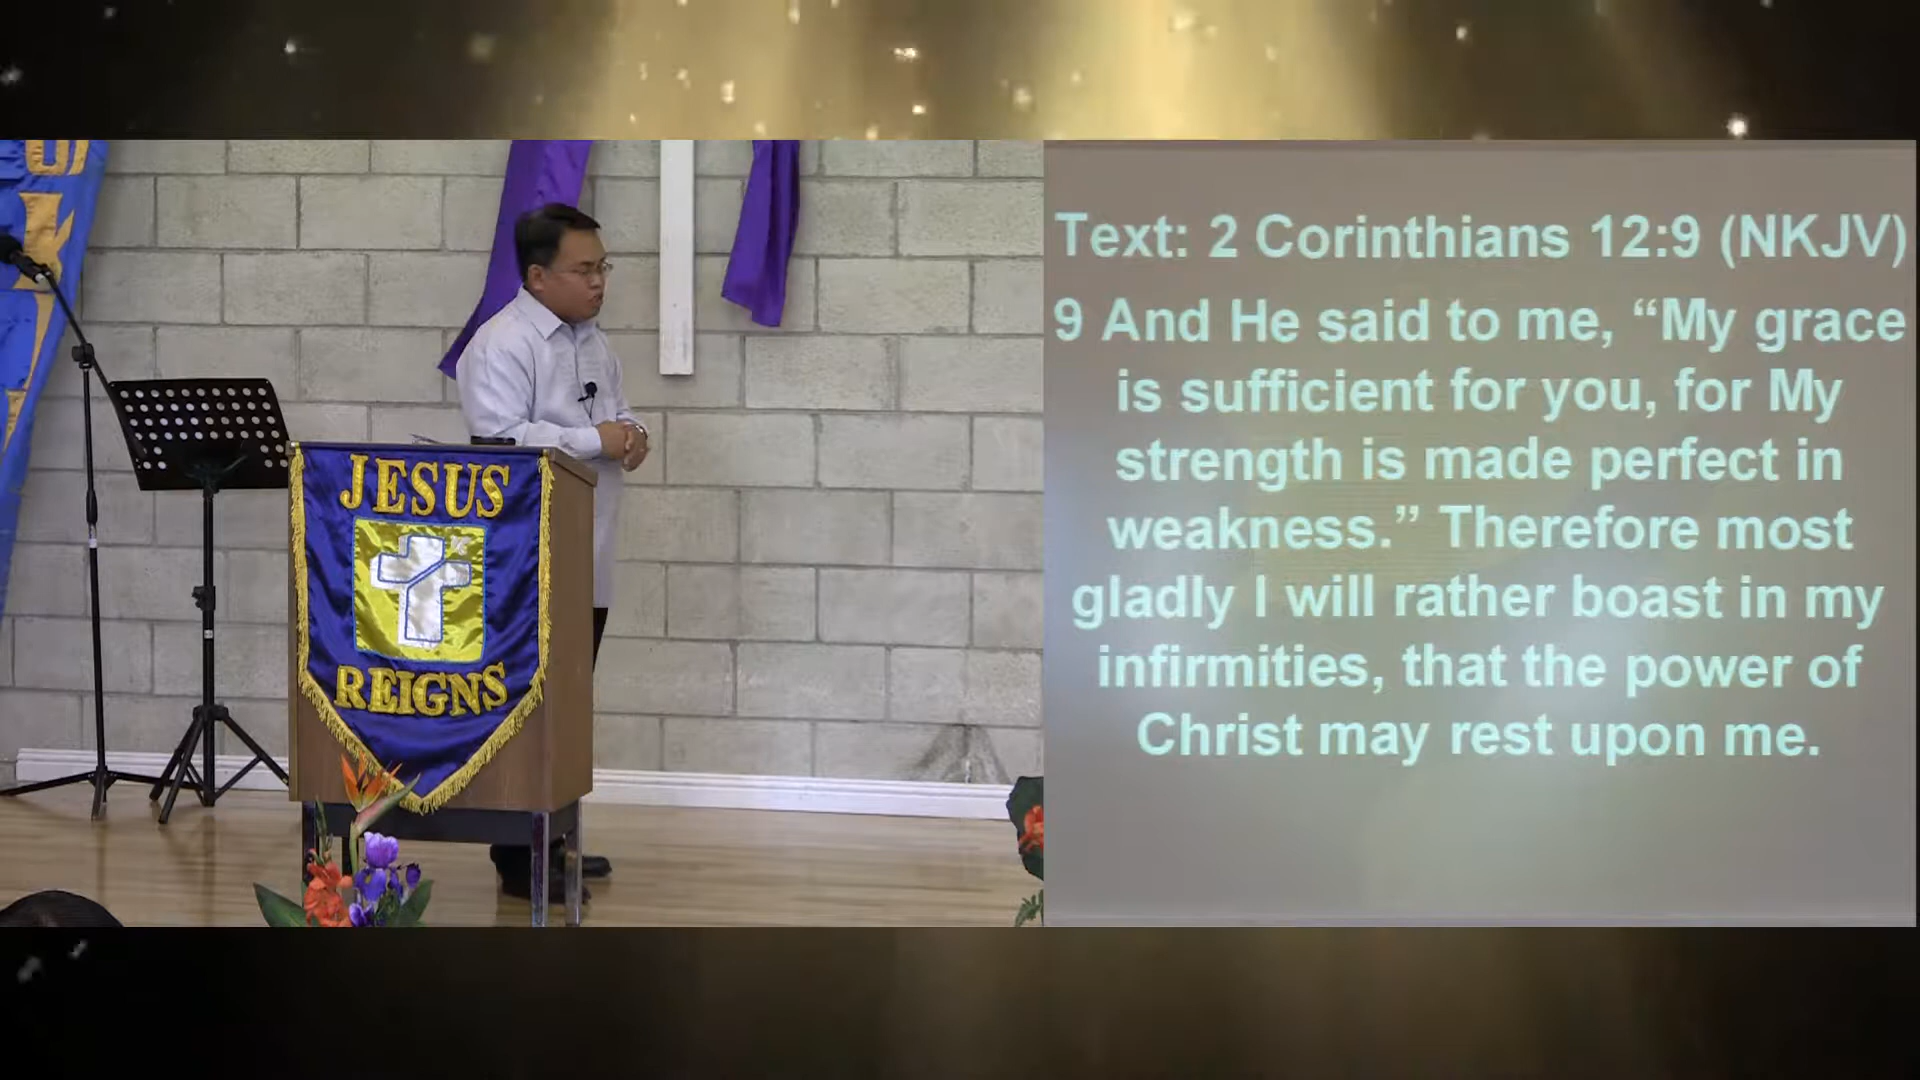 JESUS
REIGNS
Text: 2 Corinthians 12:9 (NKJV)
9 And He said to me, “My grace
is sufficient for you, for My
strength is made perfect in
weakness.” Therefore most
gladly I will rather boast in my
infirmities, that the power of
Christ may rest upon me.